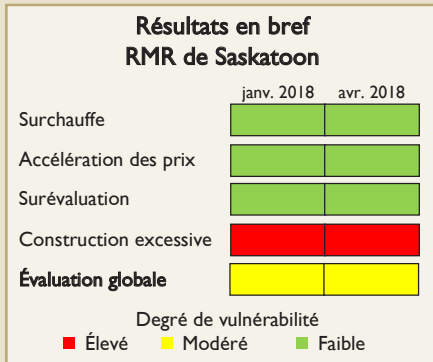 Résultats en bref
RMR de Saskatoon
janv. 2018 avr. 2018
Surchauffe
Accélération des prix
Surévaluation
Construction excessive
Évaluation globale
Degré de vulnérabilité
Élevé Modéré Faible